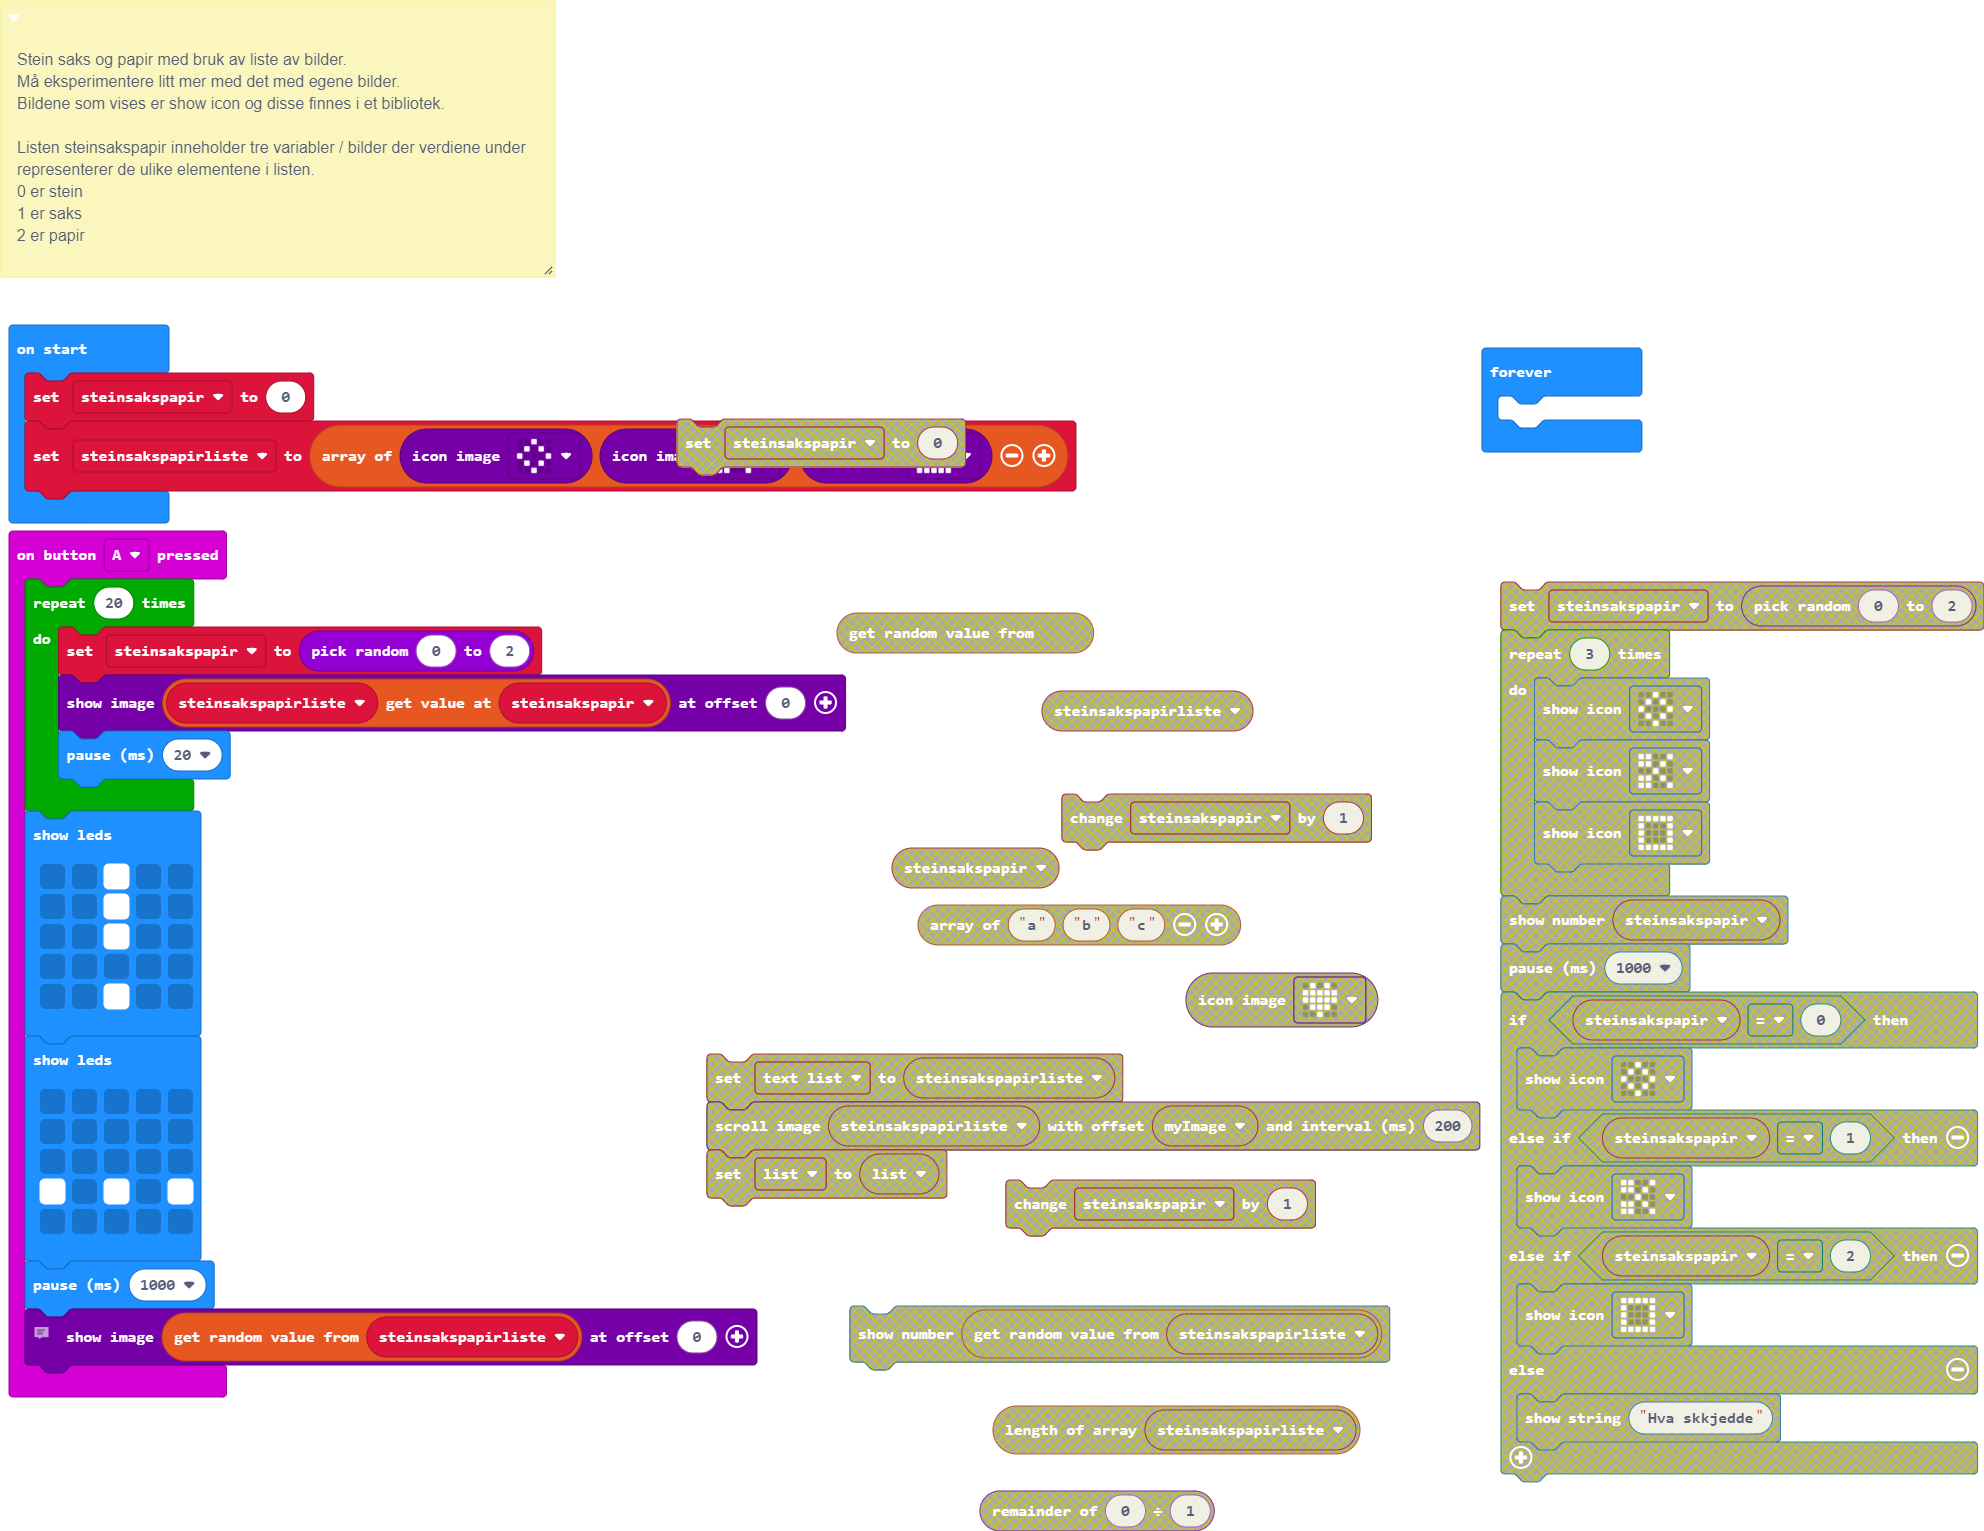 Stein saks og papir med bruk av liste av bilder.
Må eksperimentere litt mer med det med egene bilder.
Bildene som vises er show icon og disse finnes i et bibliotek.
Listen steinsakspapir inneholder tre variabler / bilder der verdiene under
representerer de ulike elementene i listen.
0 er stein
1 er saks
2 er papir
on start
set steinsakspapir to 0
set steinsakspapirliste to array of icon image icon
set steinsakspapir to 0
on button A pressed
repeat 20 times
do
set steinsakspapir to pick random 0 to 2
show image steinsakspapirliste get value at steinsakspapir at offset 0
pause (ms) 20
show leds
show leds
pause (ms) 1000
show image get random value from steinsakspapirliste at offset 0
get random value from
steinsakspapirliste
change steinsakspapir by 1
steinsakspapir
array of "a" "b" "c"
icon image
set text list to steinsakspapirliste
scroll image steinsakspapirliste with offset myImage and interval (ms) 200
set list to list
change steinsakspapir by 1
show number get random value from steinsakspapirliste
length of array steinsakspapirliste
remainder of 0 ÷ 1
forever
set steinsakspapir to pick random 0 to 2
repeat 3 times
do
show icon
show icon
show icon
show number steinsakspapir
pause (ms) 1000
if steinsakspapir = 0 then
show icon
else if steinsakspapir = 1 then
show icon
else if steinsakspapir = 2 then
show icon
else
show string "Hva skkjedde"